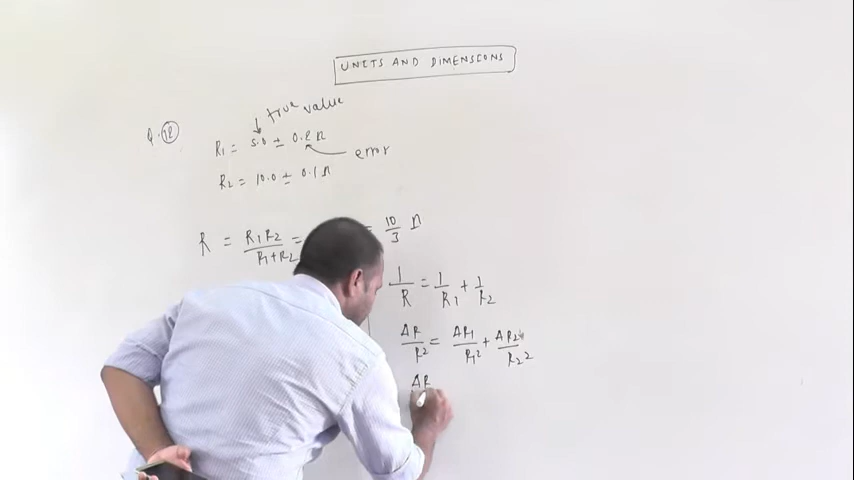 UNITS AND DIMENSIONS
true value
Q. 12
R1 = 5.0 ± 0.2 Ω
error
R2 = 10.0 ± 0.1 Ω
R = R1R2 / R1+R2 = = 10/3 Ω
1/R = 1/R1 + 1/R2
ΔR/R² = ΔR1/R1² + ΔR2/R2²
ΔR